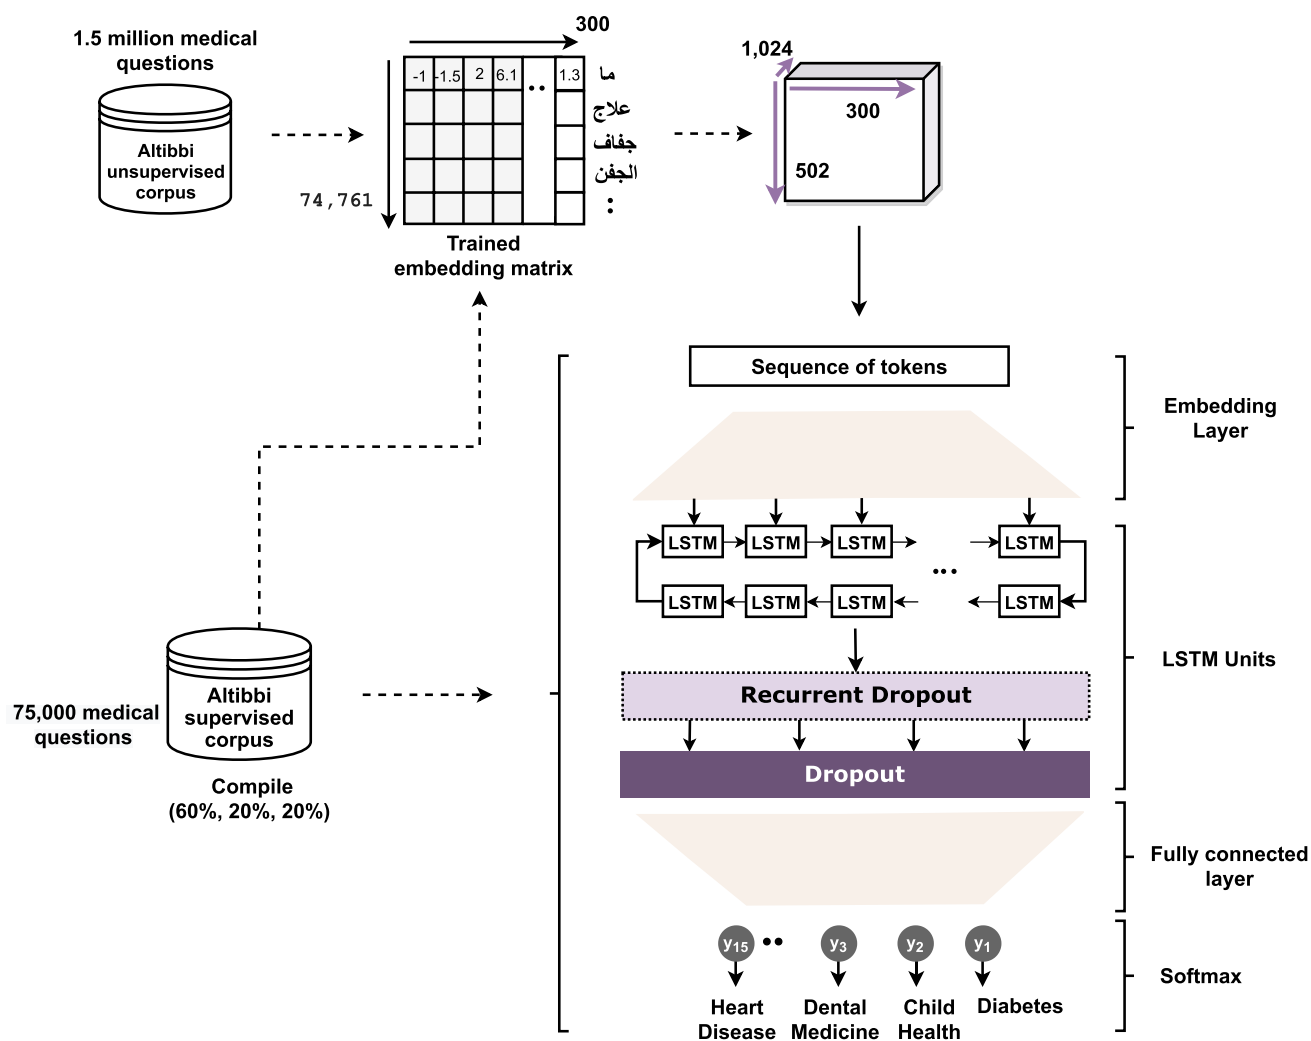 1.5 million medical
questions
Altibbi
unsupervised
corpus
300
74,761
-1 -1.5 2 6.1 .. 1.3 ما
علاج
جفاف
الجفن
:
Trained
embedding matrix
1,024
300
502
Sequence of tokens
Embedding
Layer
LSTM LSTM LSTM LSTM
...
LSTM LSTM LSTM LSTM
LSTM Units
Recurrent Dropout
Dropout
75,000 medical
questions
Altibbi
supervised
corpus
Compile
(60%, 20%, 20%)
Fully connected
layer
y15 .. y3 y2 y1
Heart
Disease
Dental
Medicine
Child
Health
Diabetes
Softmax